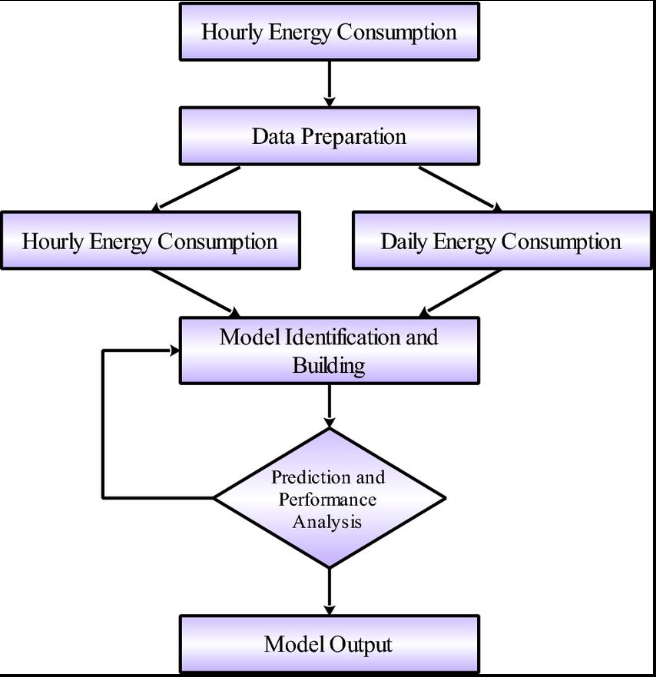 Hourly Energy Consumption
Data Preparation
Hourly Energy Consumption
Daily Energy Consumption
Model Identification and
Building
Prediction and
Performance
Analysis
Model Output